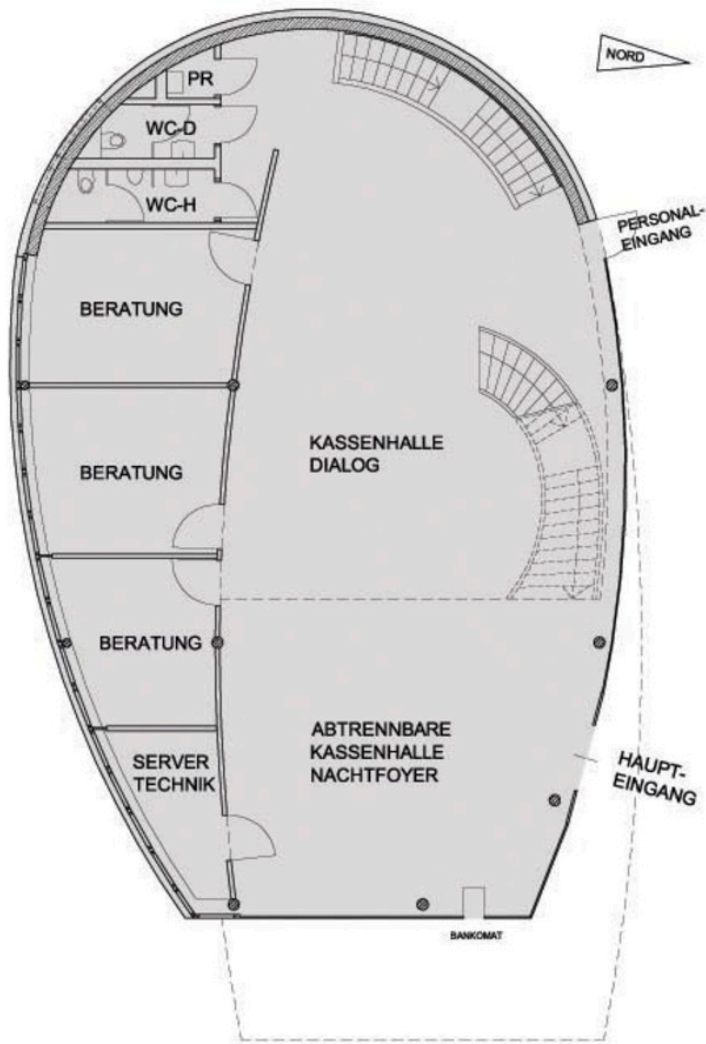 NORD
PR
WC-D
WC-H
PERSONAL-
EINGANG
BERATUNG
KASSENHALLE
DIALOG
BERATUNG
BERATUNG
ABTRENNBARE
KASSENHALLE
NACHTFOYER
SERVER
TECHNIK
HAUPT-
EINGANG
BANKOMAT